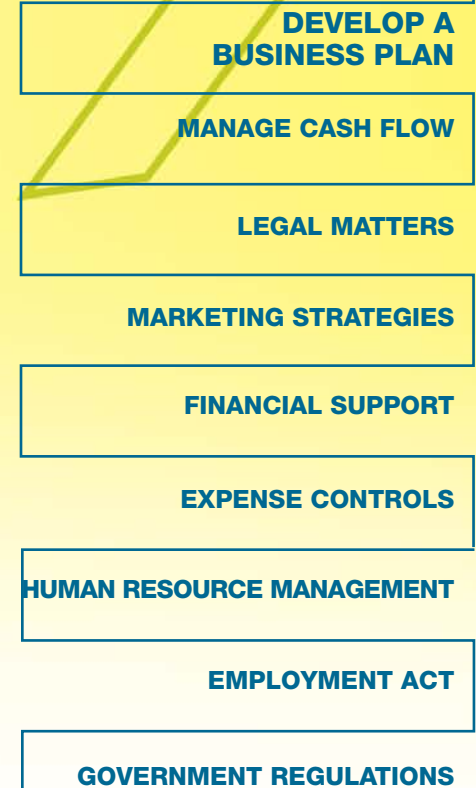 DEVELOP A
BUSINESS PLAN
MANAGE CASH FLOW
LEGAL MATTERS
MARKETING STRATEGIES
FINANCIAL SUPPORT
EXPENSE CONTROLS
HUMAN RESOURCE MANAGEMENT
EMPLOYMENT ACT
GOVERNMENT REGULATIONS